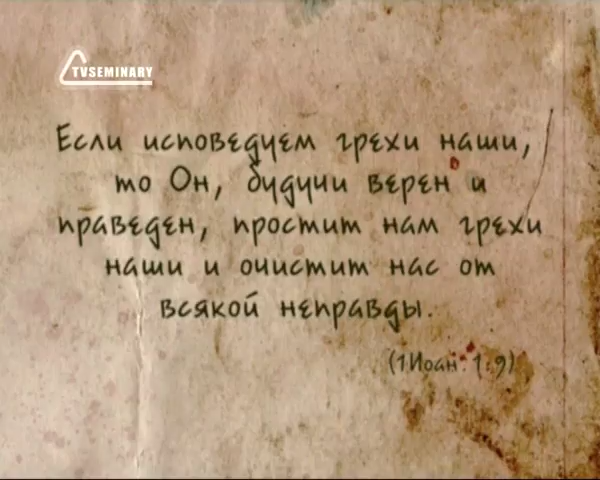 TVSEMINARY
Если исповедуем грехи наши,
то Он, будучи верен и
праведен, простит нам грехи
наши и очистит нас от
всякой неправды.
(1Иоан. 1:9)